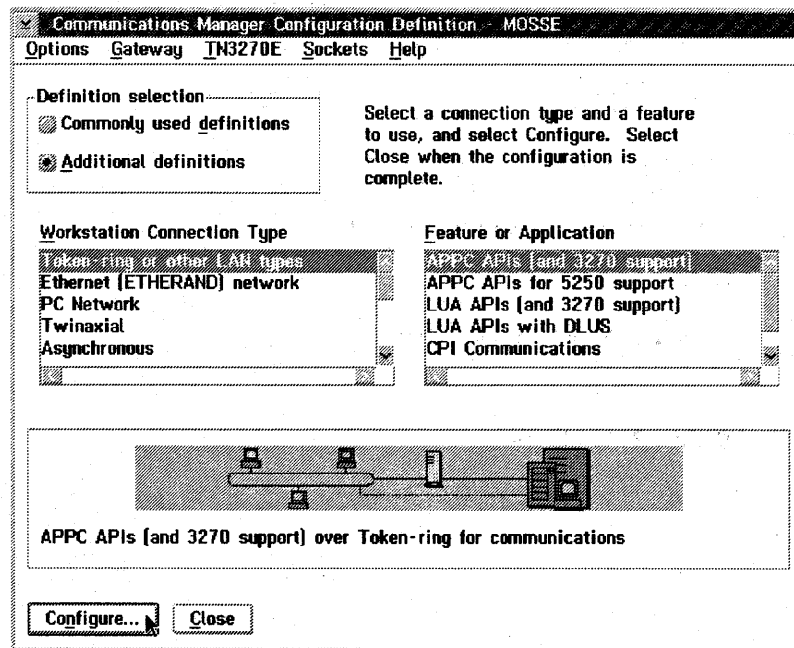 Communications Manager Configuration Definition - MOSSE
Options Gateway TN3270E Sockets Help
Definition selection
Commonly used definitions
Additional definitions
Select a connection type and a feature
to use, and select Configure. Select
Close when the configuration is
complete.
Workstation Connection Type
Token-ring or other LAN types
Ethernet (ETHERAND) network
PC Network
Twinaxial
Asynchronous
Feature or Application
APPC APIs (and 3270 support)
APPC APIs for 5250 support
LUA APIs (and 3270 support)
LUA APIs with DLUS
CPI Communications
APPC APIs (and 3270 support) over Token-ring for communications
Configure...
Close